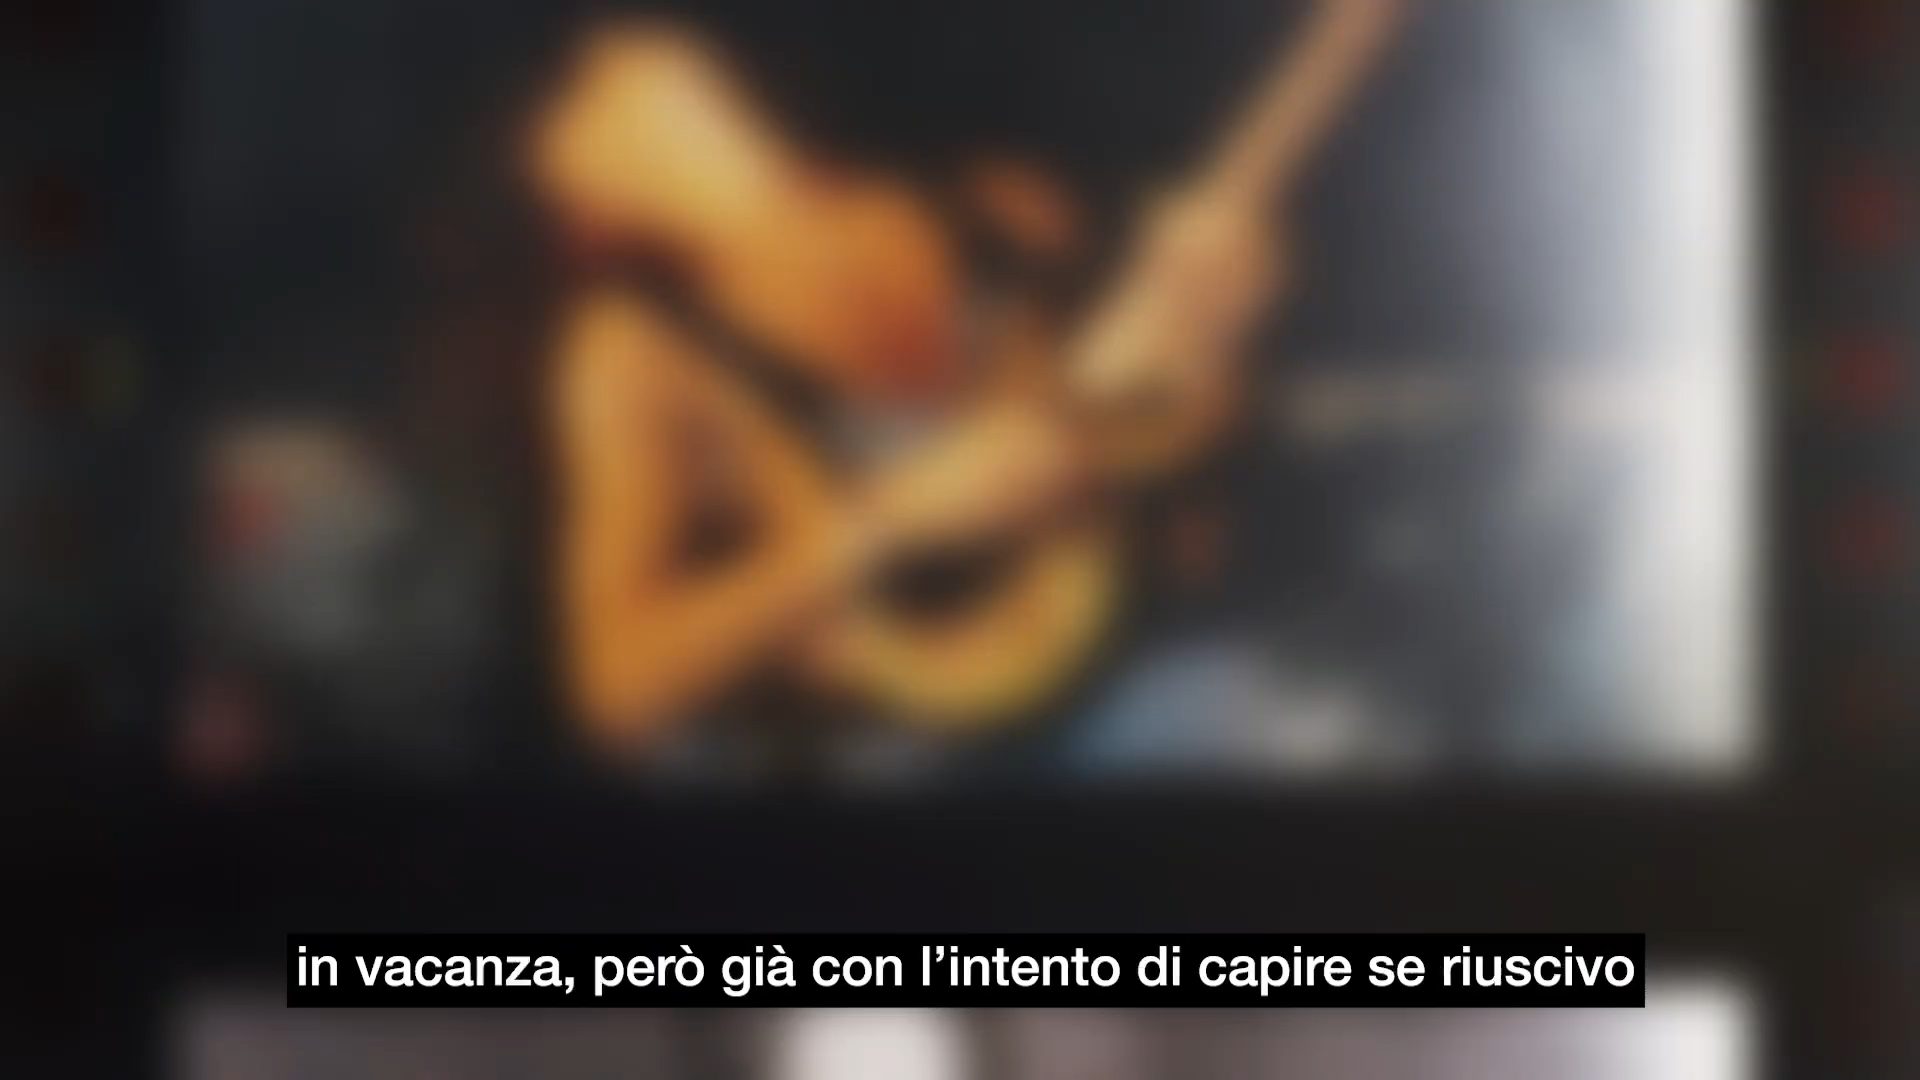 in vacanza, però già con l’intento di capire se riuscivo